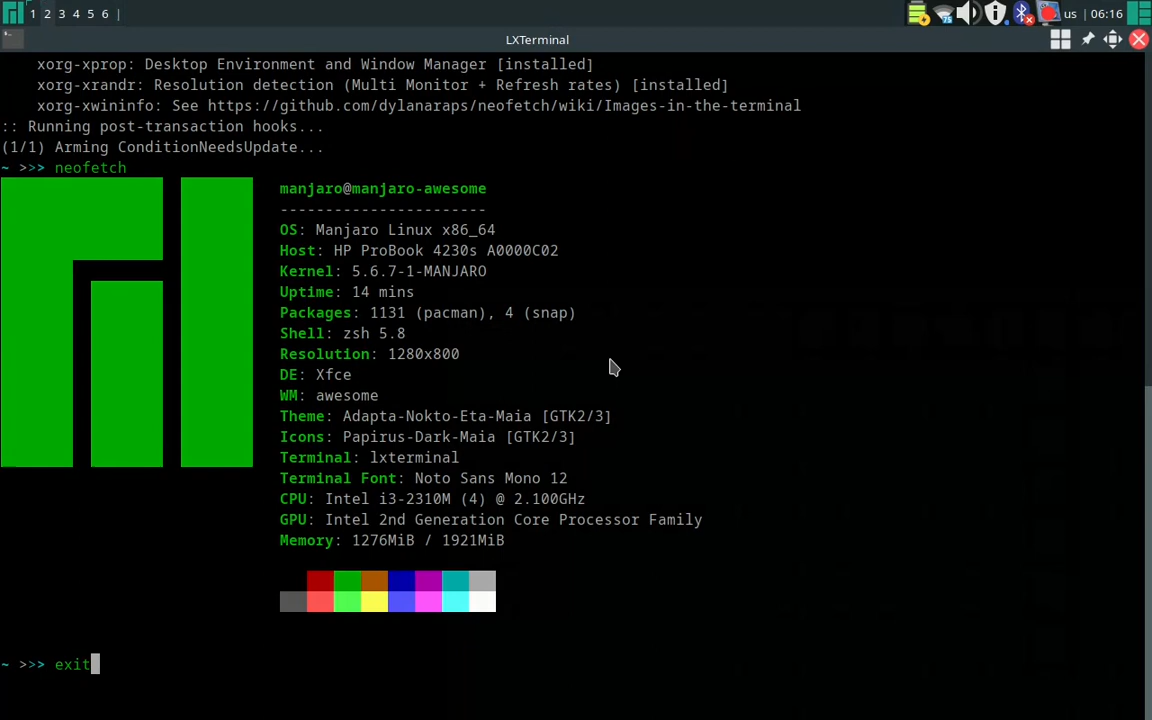 1 2 3 4 5 6 | us | 06:16
75
LXTerminal
xorg-xprop: Desktop Environment and Window Manager [installed]
xorg-xrandr: Resolution detection (Multi Monitor + Refresh rates) [installed]
xorg-xwininfo: See https://github.com/dylanaraps/neofetch/wiki/Images-in-the-terminal
:: Running post-transaction hooks...
(1/1) Arming ConditionNeedsUpdate...
~ >>> neofetch
manjaro@manjaro-awesome
-----------------------
OS: Manjaro Linux x86_64
Host: HP ProBook 4230s A0000C02
Kernel: 5.6.7-1-MANJARO
Uptime: 14 mins
Packages: 1131 (pacman), 4 (snap)
Shell: zsh 5.8
Resolution: 1280x800
DE: Xfce
WM: awesome
Theme: Adapta-Nokto-Eta-Maia [GTK2/3]
Icons: Papirus-Dark-Maia [GTK2/3]
Terminal: lxterminal
Terminal Font: Noto Sans Mono 12
CPU: Intel i3-2310M (4) @ 2.100GHz
GPU: Intel 2nd Generation Core Processor Family
Memory: 1276MiB / 1921MiB
~ >>> exit